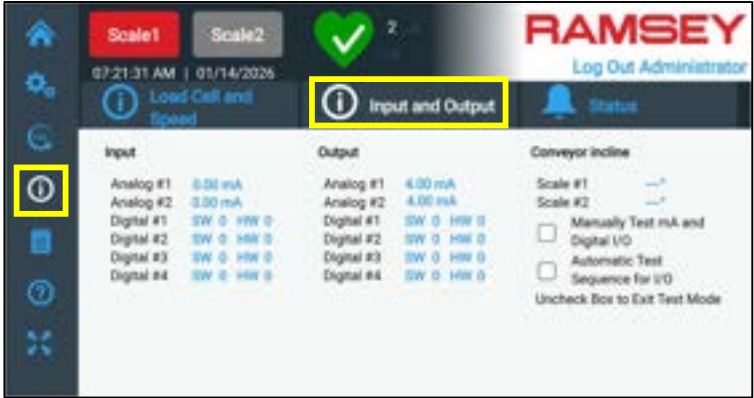 Scale1
Scale2
2
RAMSEY
07:21:31 AM | 01/14/2026
Log Out Administrator
Load Cell and
Speed
Input and Output
Status
Input
Output
Conveyor incline
Analog #1 0.00 mA
Analog #1 4.00 mA
Scale #1 ---°
Analog #2 0.00 mA
Analog #2 4.00 mA
Scale #2 ---°
Digital #1 SW 0 HW 0
Digital #1 SW 0 HW 0
Manually Test mA and
Digital I/O
Digital #2 SW 0 HW 0
Digital #2 SW 0 HW 0
Automatic Test
Sequence for I/O
Digital #3 SW 0 HW 0
Digital #3 SW 0 HW 0
Digital #4 SW 0 HW 0
Digital #4 SW 0 HW 0
Uncheck Box to Exit Test Mode